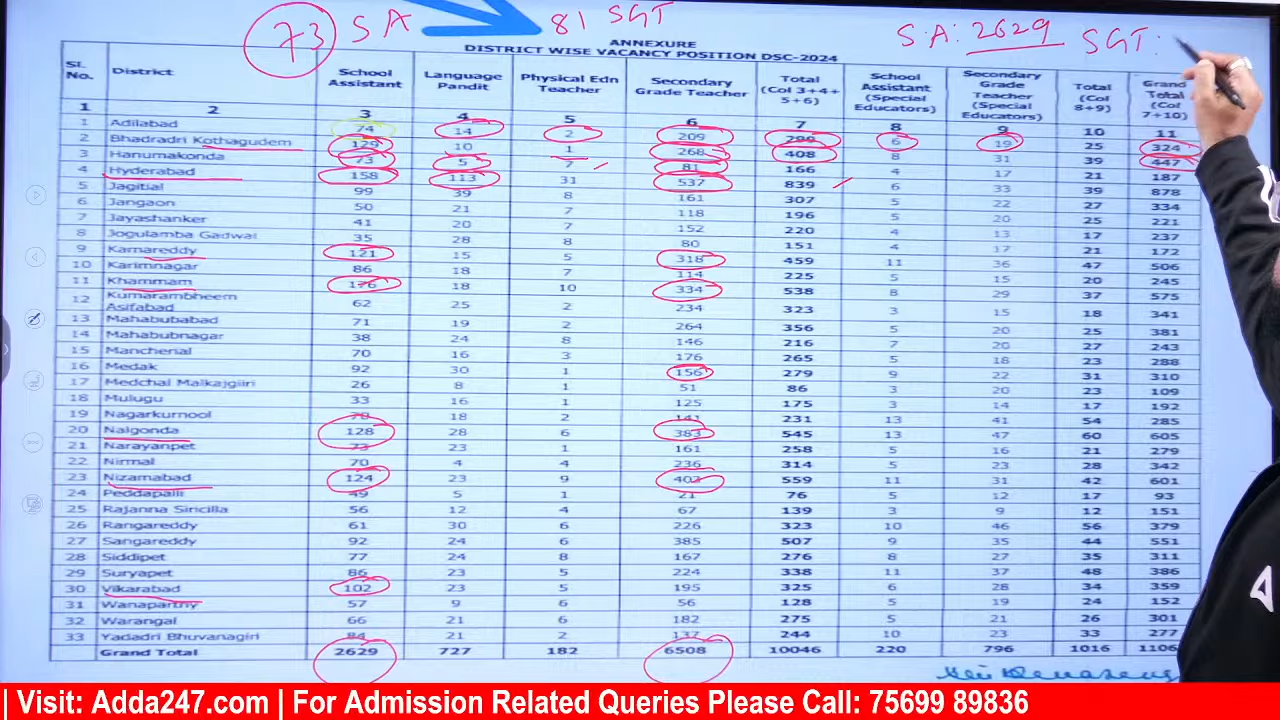 73 SA 81 SGT S.A: 2629 SGT:
ANNEXURE
DISTRICT WISE VACANCY POSITION DSC-2024
Sl. No. District School Assistant Language Pandit Physical Edn Teacher Secondary Grade Teacher Total (Col 3+4+ 5+6) School Assistant (Special Educators) Secondary Grade Teacher (Special Educators) Total (Col 8+9) Grand Total (Col 7+10)
1 2 3 4 5 6 7 8 9 10 11
1 Adilabad 74 14 2 209 299 6 19 25 324
2 Bhadradri Kothagudem 129 10 1 268 408 8 31 39 447
3 Hanumakonda 73 5 7 81 166 4 17 21 187
4 Hyderabad 158 113 31 537 839 6 33 39 878
5 Jagitial 99 39 8 161 307 5 22 27 334
6 Jangaon 50 21 7 118 196 5 20 25 221
7 Jayashanker 41 20 7 152 220 4 13 17 237
8 Jogulamba Gadwal 35 28 8 80 151 4 17 21 172
9 Kamareddy 121 15 5 318 459 11 36 47 506
10 Karimnagar 86 18 7 114 225 5 15 20 245
11 Khammam 176 18 10 334 538 8 29 37 575
12 Kumarambheem Asifabad 62 25 2 234 323 3 15 18 341
13 Mahabubabad 71 19 2 264 356 5 20 25 381
14 Mahabubnagar 38 24 8 146 216 7 20 27 243
15 Mancherial 70 16 3 176 265 5 18 23 288
16 Medak 92 30 1 156 279 9 22 31 310
17 Medchal Malkajgiiri 26 8 1 51 86 3 20 23 109
18 Mulugu 33 16 1 125 175 3 14 17 192
19 Nagarkurnool 70 18 2 141 231 13 41 54 285
20 Nalgonda 128 28 6 383 545 13 47 60 605
21 Narayanpet 73 23 1 161 258 5 16 21 279
22 Nirmal 70 4 4 236 314 5 23 28 342
23 Nizamabad 124 23 9 403 559 11 31 42 601
24 Peddapalli 49 5 1 21 76 5 12 17 93
25 Rajanna Siricilla 56 12 4 67 139 3 9 12 151
26 Rangareddy 61 30 6 226 323 10 46 56 379
27 Sangareddy 92 24 6 385 507 9 35 44 551
28 Siddipet 77 24 8 167 276 8 27 35 311
29 Suryapet 86 23 5 224 338 11 37 48 386
30 Vikarabad 102 23 5 195 325 6 28 34 359
31 Wanaparthy 57 9 6 56 128 5 19 24 152
32 Warangal 66 21 6 182 275 5 21 26 301
33 Yadadri Bhuvanagiri 84 21 2 137 244 10 23 33 277
Grand Total 2629 727 182 6508 10046 220 796 1016 1106
| Visit: Adda247.com | For Admission Related Queries Please Call: 75699 89836